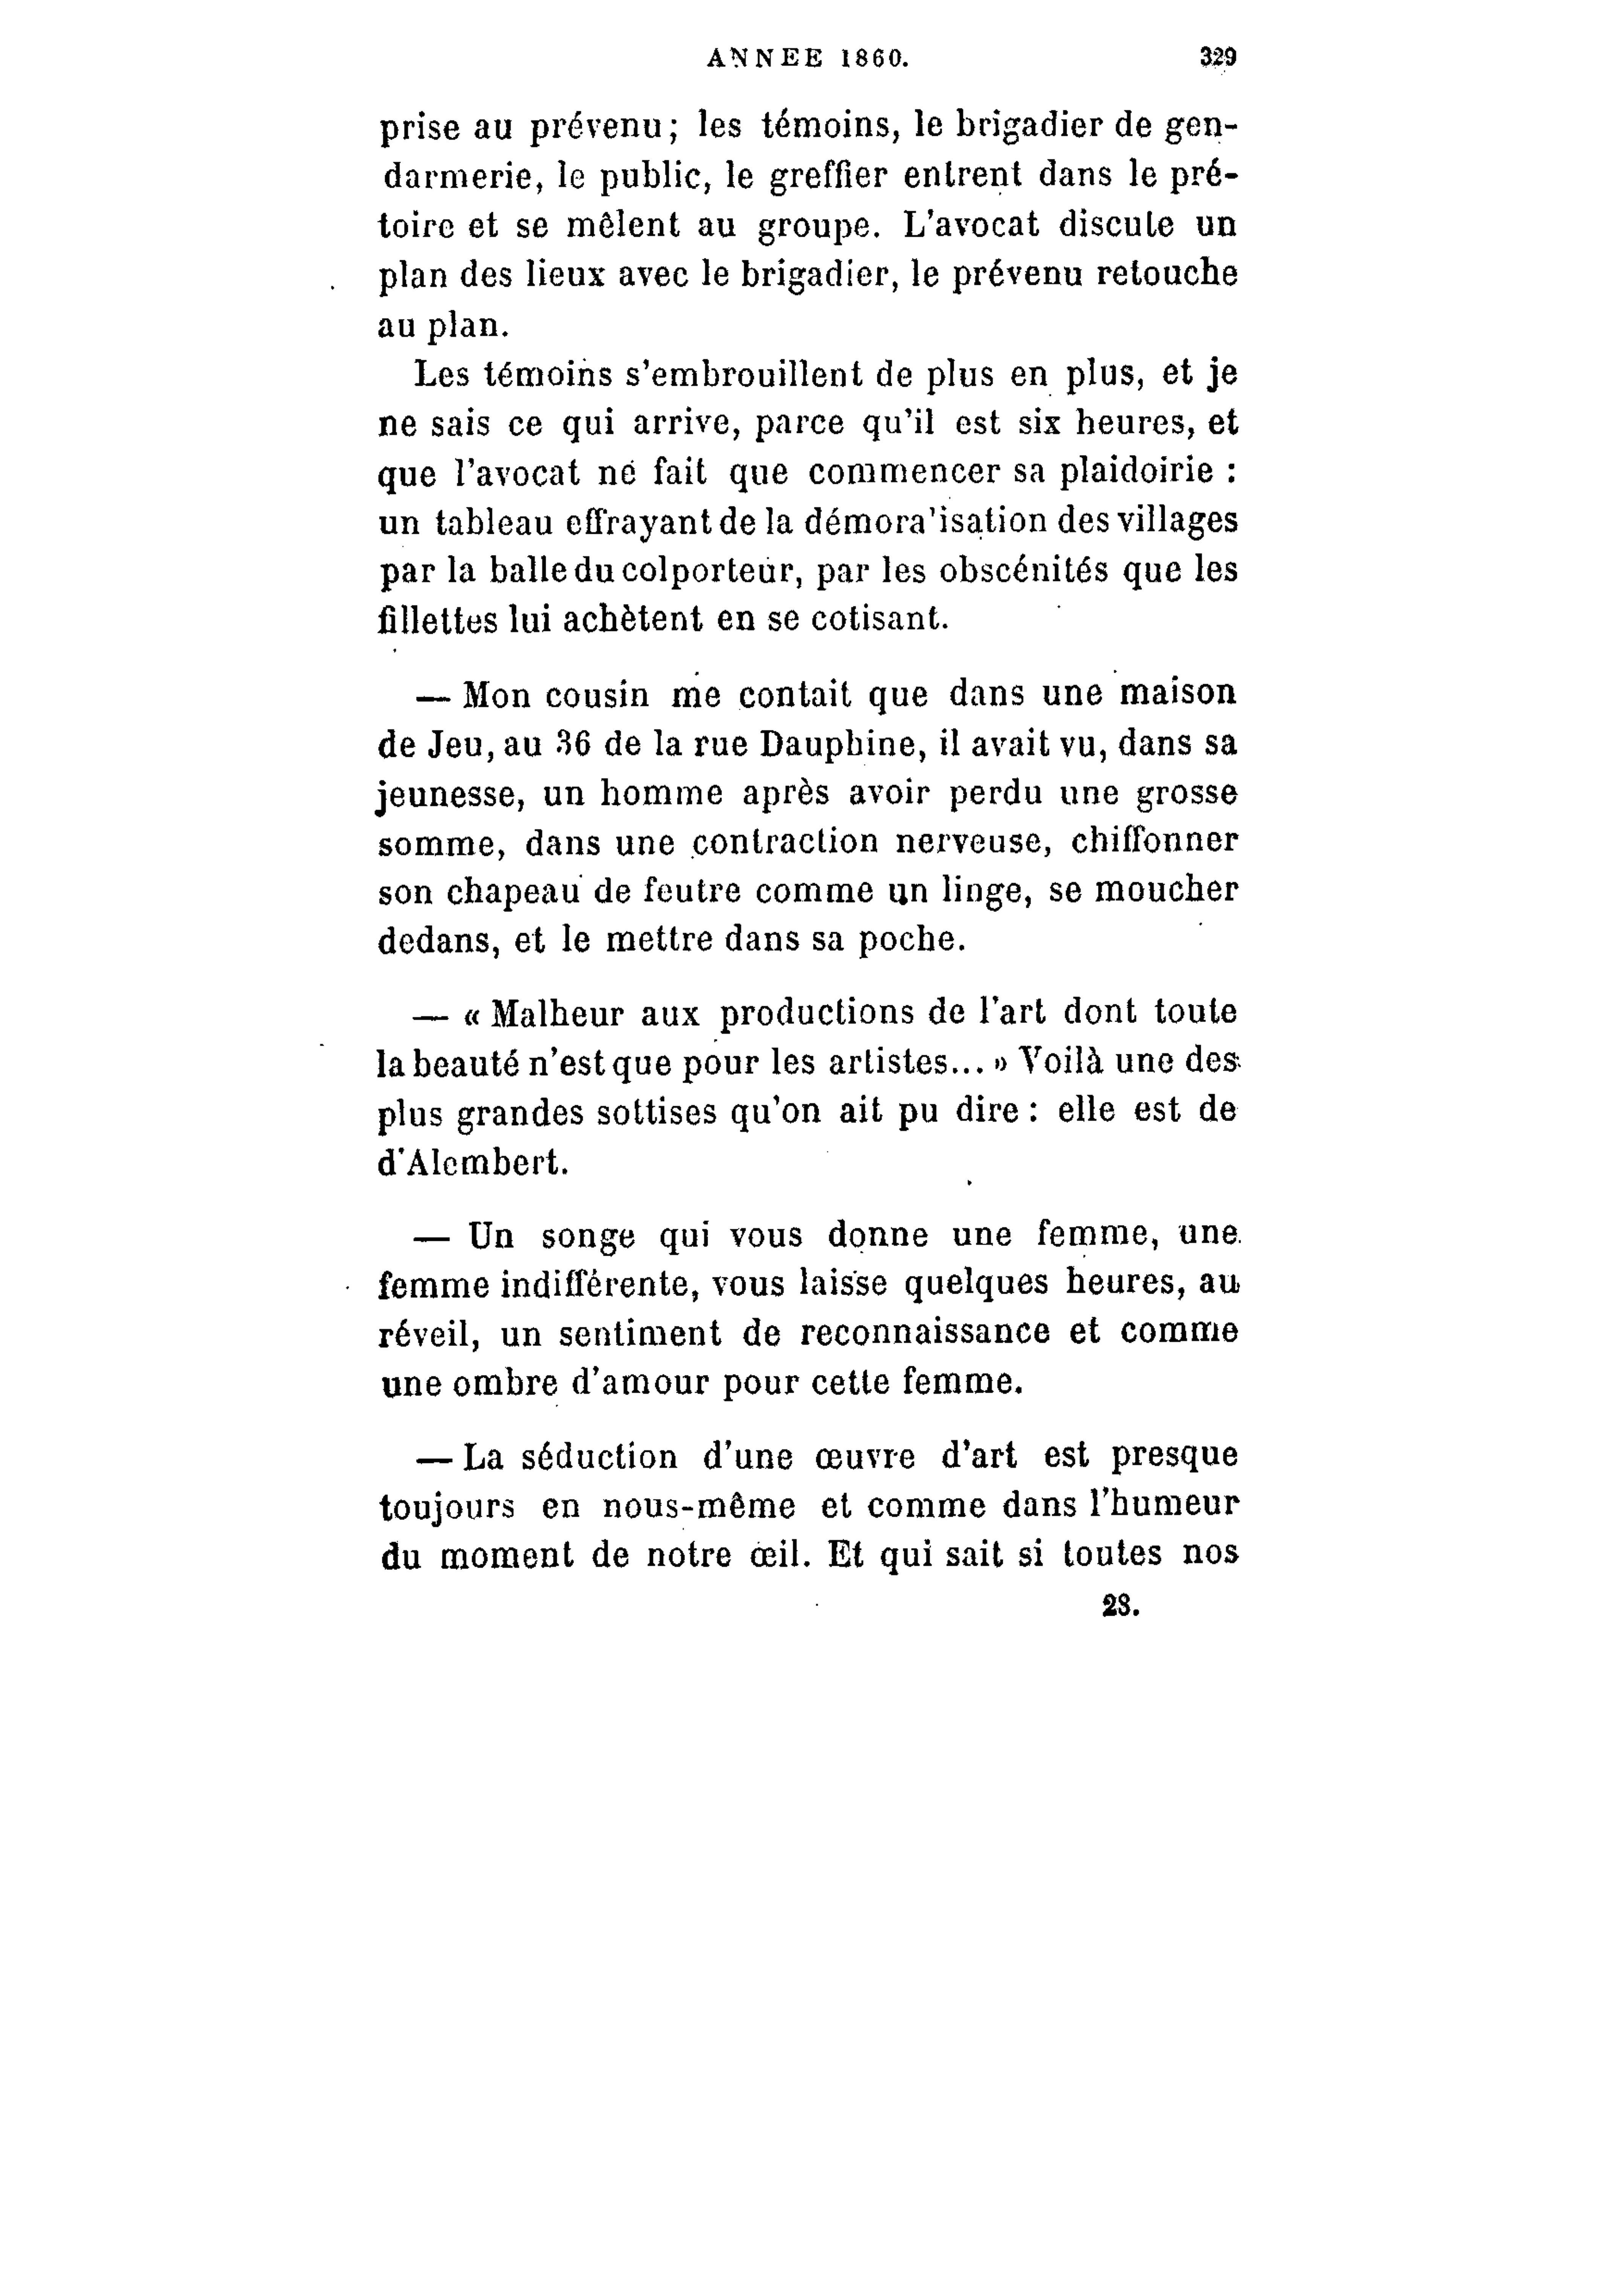 ANNEE 1860. 329
prise au prévenu; les témoins, le brigadier de gen-
darmerie, le public, le greffier entrent dans le pré-
toire et se mêlent au groupe. L'avocat discute un
plan des lieux avec le brigadier, le prévenu retouche
au plan.
Les témoins s'embrouillent de plus en plus, et je
ne sais ce qui arrive, parce qu'il est six heures, et
que l'avocat ne fait que commencer sa plaidoirie :
un tableau effrayant de la démora'isation des villages
par la balle du colporteur, par les obscénités que les
fillettes lui achètent en se cotisant.
— Mon cousin me contait que dans une maison
de Jeu, au 36 de la rue Dauphine, il avait vu, dans sa
jeunesse, un homme après avoir perdu une grosse
somme, dans une contraction nerveuse, chiffonner
son chapeau de feutre comme un linge, se moucher
dedans, et le mettre dans sa poche.
— « Malheur aux productions de l'art dont toute
la beauté n'est que pour les artistes... » Voilà une des
plus grandes sottises qu'on ait pu dire : elle est de
d'Alembert.
— Un songe qui vous donne une femme, une
femme indifférente, vous laisse quelques heures, au
réveil, un sentiment de reconnaissance et comme
une ombre d'amour pour cette femme.
— La séduction d'une œuvre d'art est presque
toujours en nous-même et comme dans l'humeur
du moment de notre œil. Et qui sait si toutes nos
28.